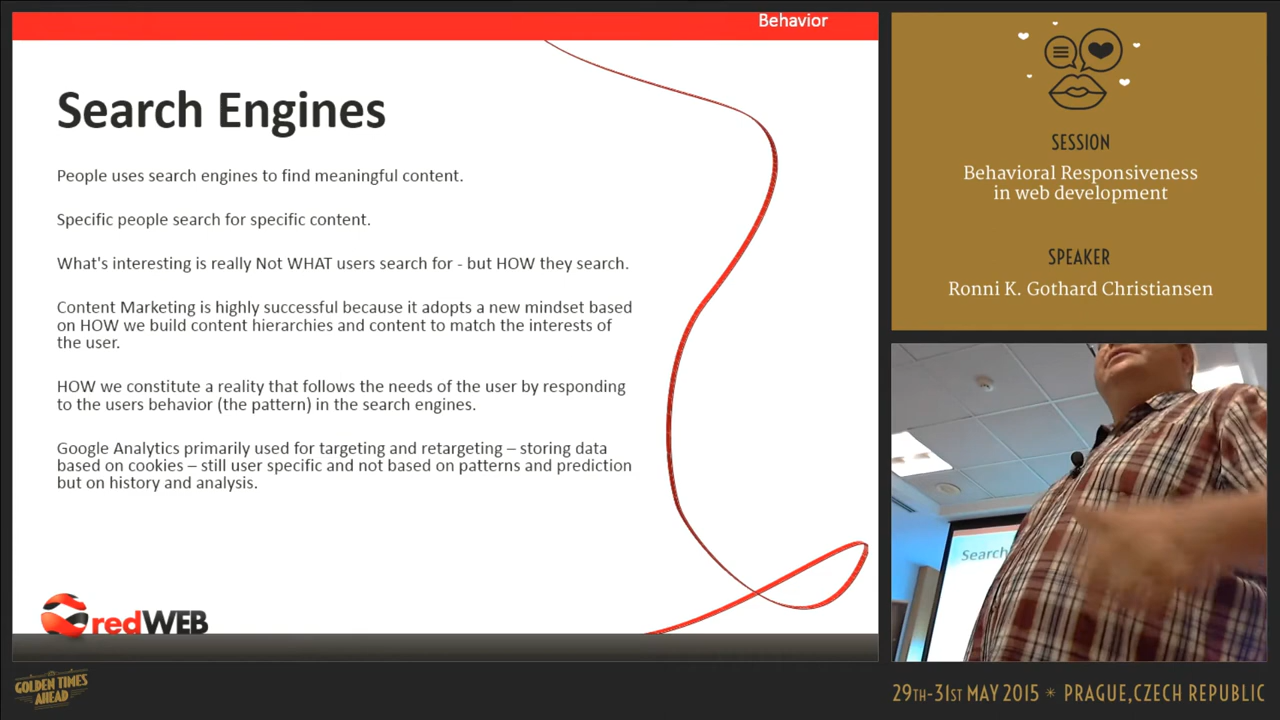 Behavior
Search Engines
People uses search engines to find meaningful content.
Specific people search for specific content.
What's interesting is really Not WHAT users search for - but HOW they search.
Content Marketing is highly successful because it adopts a new mindset based
on HOW we build content hierarchies and content to match the interests of
the user.
HOW we constitute a reality that follows the needs of the user by responding
to the users behavior (the pattern) in the search engines.
Google Analytics primarily used for targeting and retargeting – storing data
based on cookies – still user specific and not based on patterns and prediction
but on history and analysis.
redWEB
SESSION
Behavioral Responsiveness
in web development
SPEAKER
Ronni K. Gothard Christiansen
Search
GOLDEN TIMES
AHEAD
29TH-31ST MAY 2015 * PRAGUE,CZECH REPUBLIC